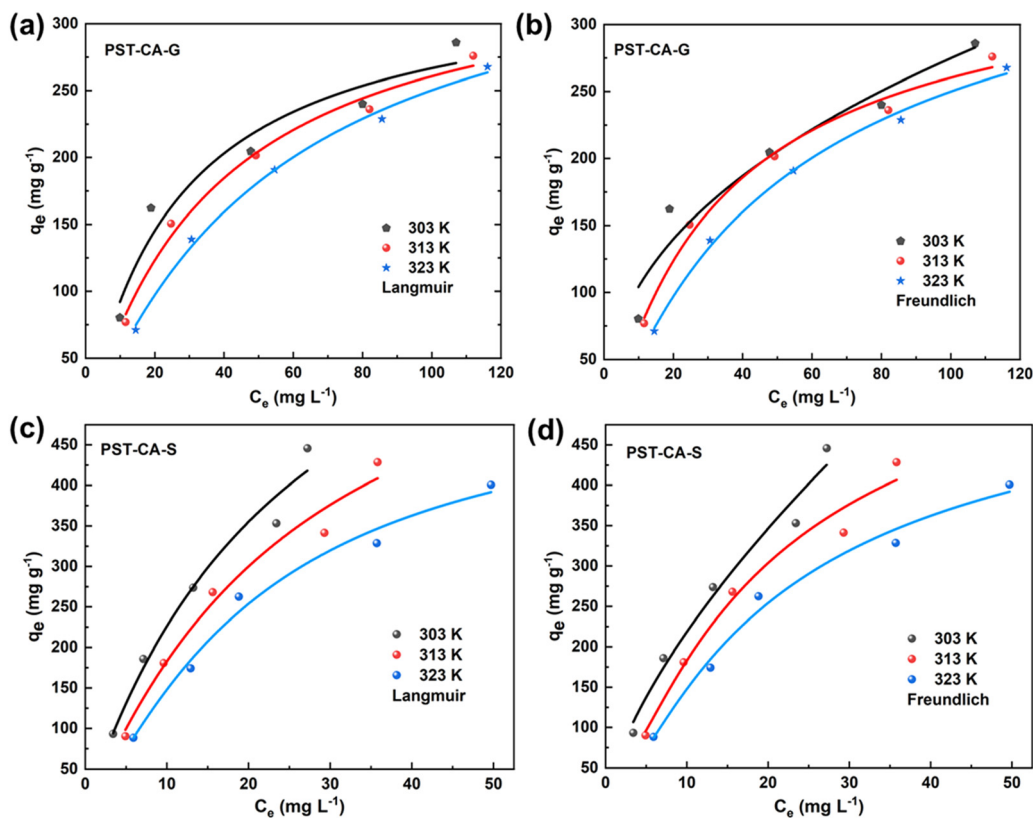 (a)
PST-CA-G
300
250
200
150
100
50
0 20 40 60 80 100 120
qe (mg g⁻¹)
Ce (mg L⁻¹)
303 K
313 K
323 K
Langmuir
(b)
PST-CA-G
300
250
200
150
100
50
0 20 40 60 80 100 120
qe (mg g⁻¹)
Ce (mg L⁻¹)
303 K
313 K
323 K
Freundlich
(c)
PST-CA-S
450
400
350
300
250
200
150
100
50
0 10 20 30 40 50
qe (mg g⁻¹)
Ce (mg L⁻¹)
303 K
313 K
323 K
Langmuir
(d)
PST-CA-S
450
400
350
300
250
200
150
100
50
0 10 20 30 40 50
qe (mg g⁻¹)
Ce (mg L⁻¹)
303 K
313 K
323 K
Freundlich